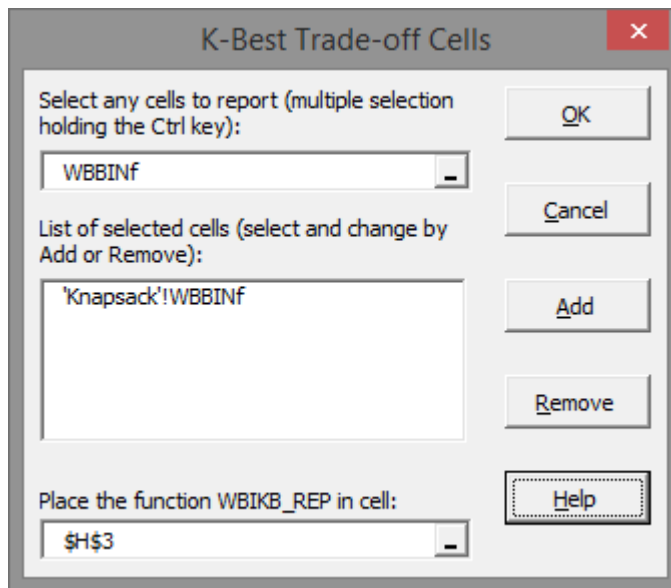 K-Best Trade-off Cells
Select any cells to report (multiple selection
holding the Ctrl key):
OK
WBBINf
Cancel
List of selected cells (select and change by
Add or Remove):
'Knapsack'!WBBINf
Add
Remove
Help
Place the function WBIKB_REP in cell:
$H$3